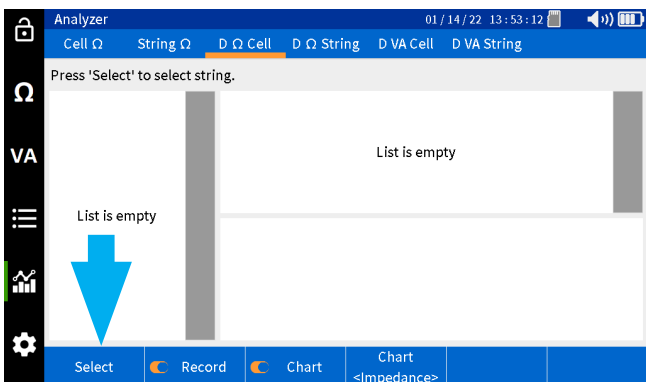 Analyzer 01/14/22 13:53:12
Cell Ω String Ω D Ω Cell D Ω String D VA Cell D VA String
Press 'Select' to select string.
Ω
VA
List is empty
List is empty
Select Record Chart Chart
<Impedance>